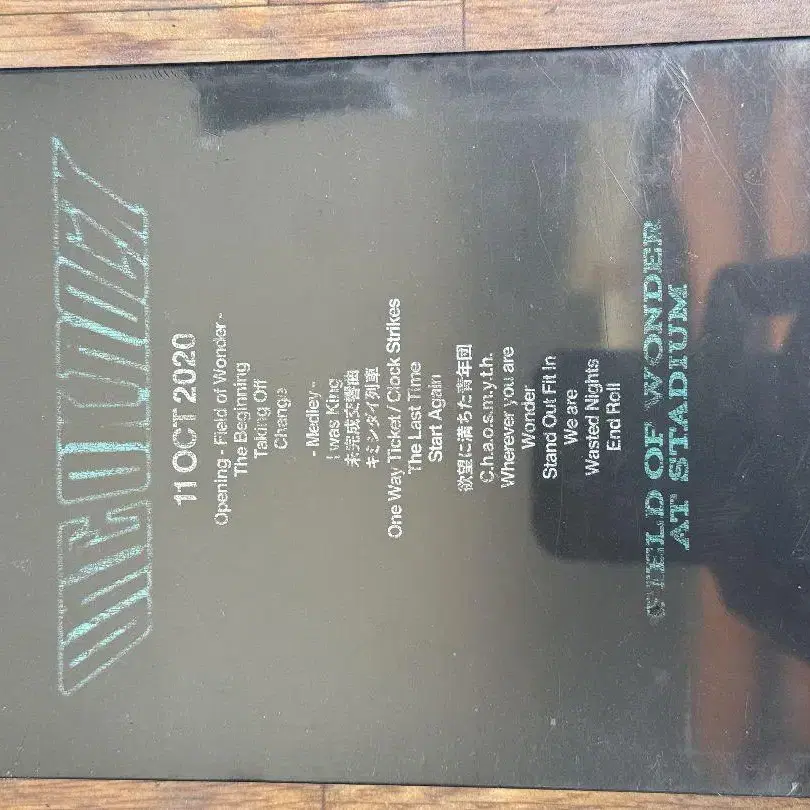 11 OCT 2020
Opening - Field of Wonder -
The Beginning
Taking Off
Change
- Medley -
I was King
未完成交響曲
キミシダイ列車
One Way Ticket / Clock Strikes
The Last Time
Start Again
欲望に満ちた青年団
C.h.a.o.s.m.y.t.h.
Wherever you are
Wonder
Stand Out Fit In
We are
Wasted Nights
End Roll
FIELD OF WONDER
AT STADIUM